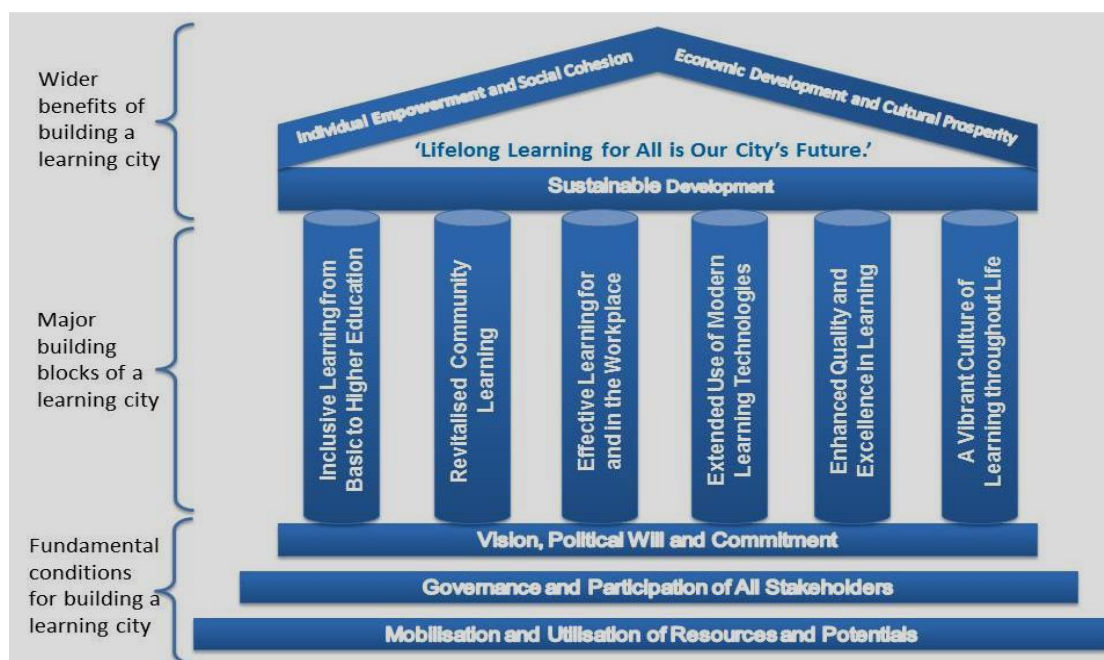 Wider
benefits of
building a
learning city
Individual Empowerment and Social Cohesion
Economic Development and Cultural Prosperity
‘Lifelong Learning for All is Our City’s Future.’
Sustainable Development
Major
building
blocks of a
learning city
Inclusive Learning from
Basic to Higher Education
Revitalised Community
Learning
Effective Learning for
and in the Workplace
Extended Use of Modern
Learning Technologies
Enhanced Quality and
Excellence in Learning
A Vibrant Culture of
Learning throughout Life
Fundamental
conditions
for building a
learning city
Vision, Political Will and Commitment
Governance and Participation of All Stakeholders
Mobilisation and Utilisation of Resources and Potentials